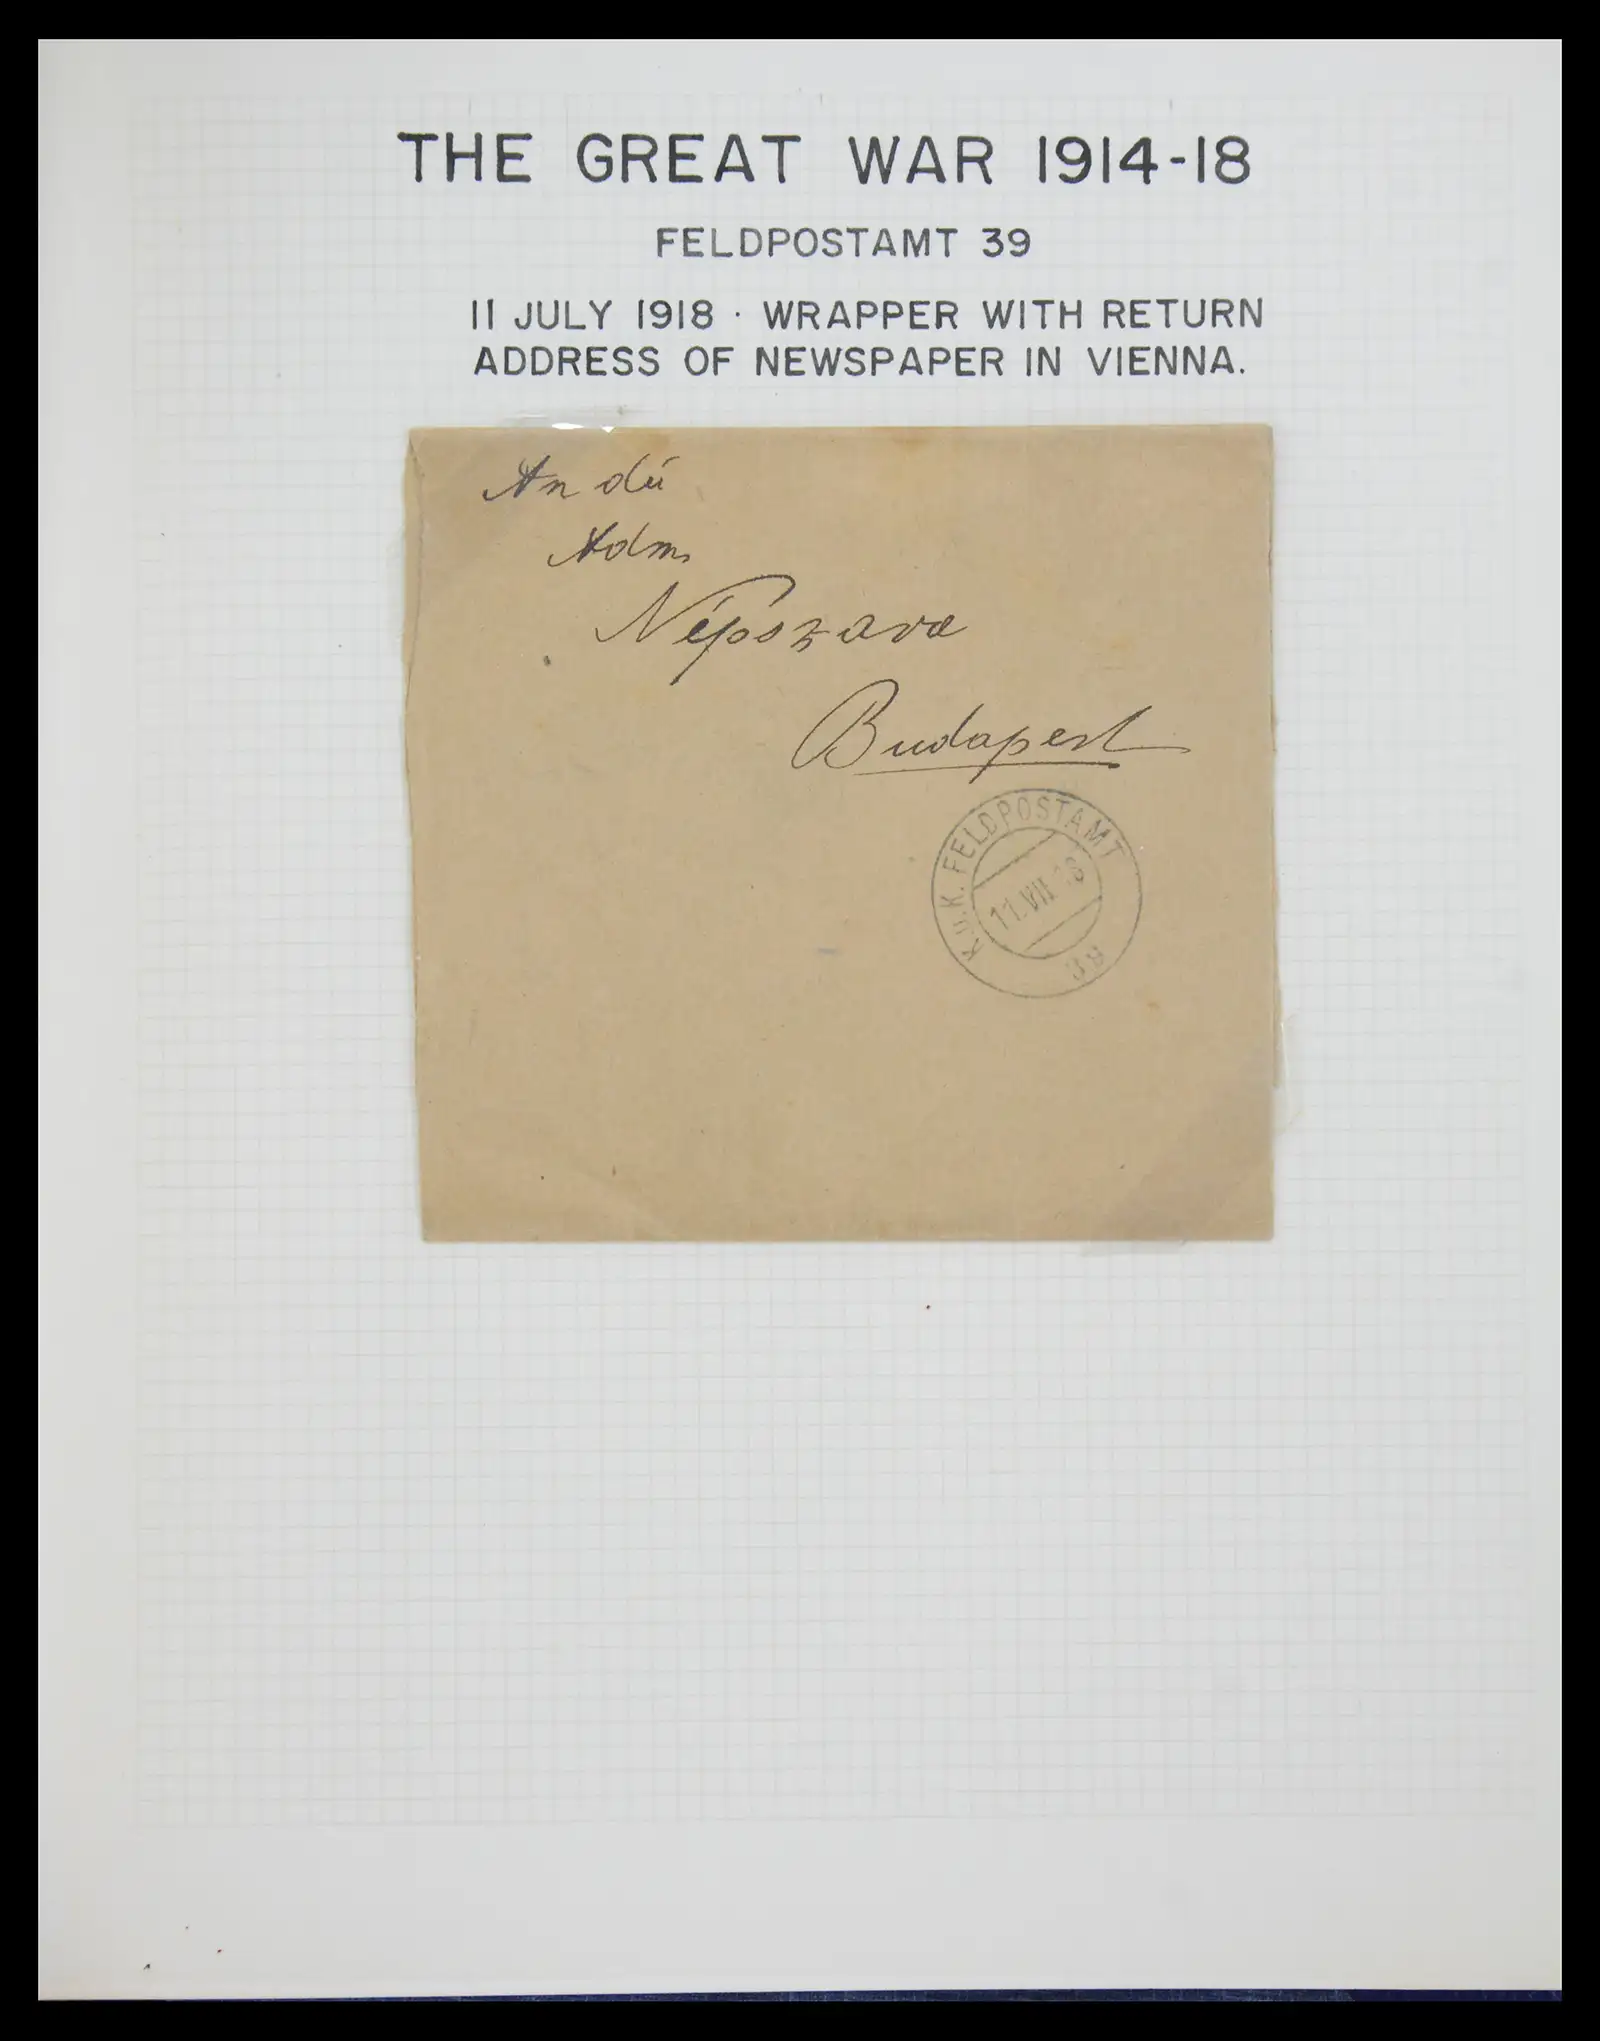 THE GREAT WAR 1914-18
FELDPOSTAMT 39
11 JULY 1918 · WRAPPER WITH RETURN
ADDRESS OF NEWSPAPER IN VIENNA.
An die
Adm.
Népszava
Budapest
K.u.K. FELDPOSTAMT
11.VII 18